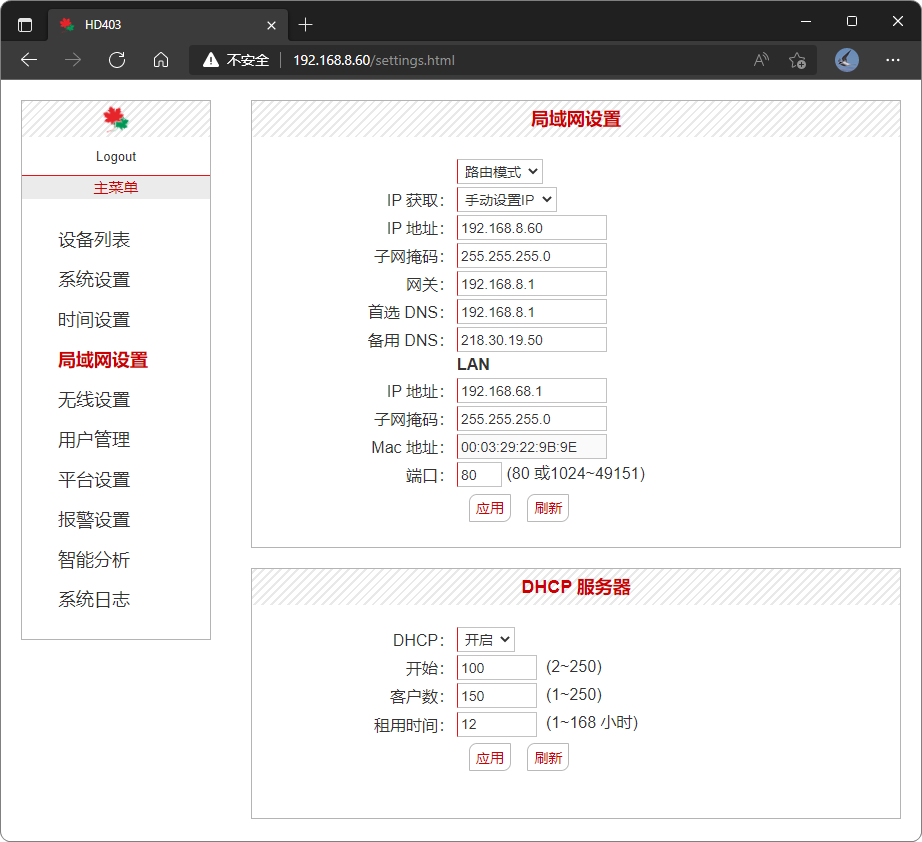 HD403
不安全 192.168.8.60/settings.html
Logout
主菜单
设备列表
系统设置
时间设置
局域网设置
无线设置
用户管理
平台设置
报警设置
智能分析
系统日志
局域网设置
路由模式
IP 获取: 手动设置IP
IP 地址: 192.168.8.60
子网掩码: 255.255.255.0
网关: 192.168.8.1
首选 DNS: 192.168.8.1
备用 DNS: 218.30.19.50
LAN
IP 地址: 192.168.68.1
子网掩码: 255.255.255.0
Mac 地址: 00:03:29:22:9B:9E
端口: 80 (80 或1024~49151)
应用 刷新
DHCP 服务器
DHCP: 开启
开始: 100 (2~250)
客户数: 150 (1~250)
租用时间: 12 (1~168 小时)
应用 刷新